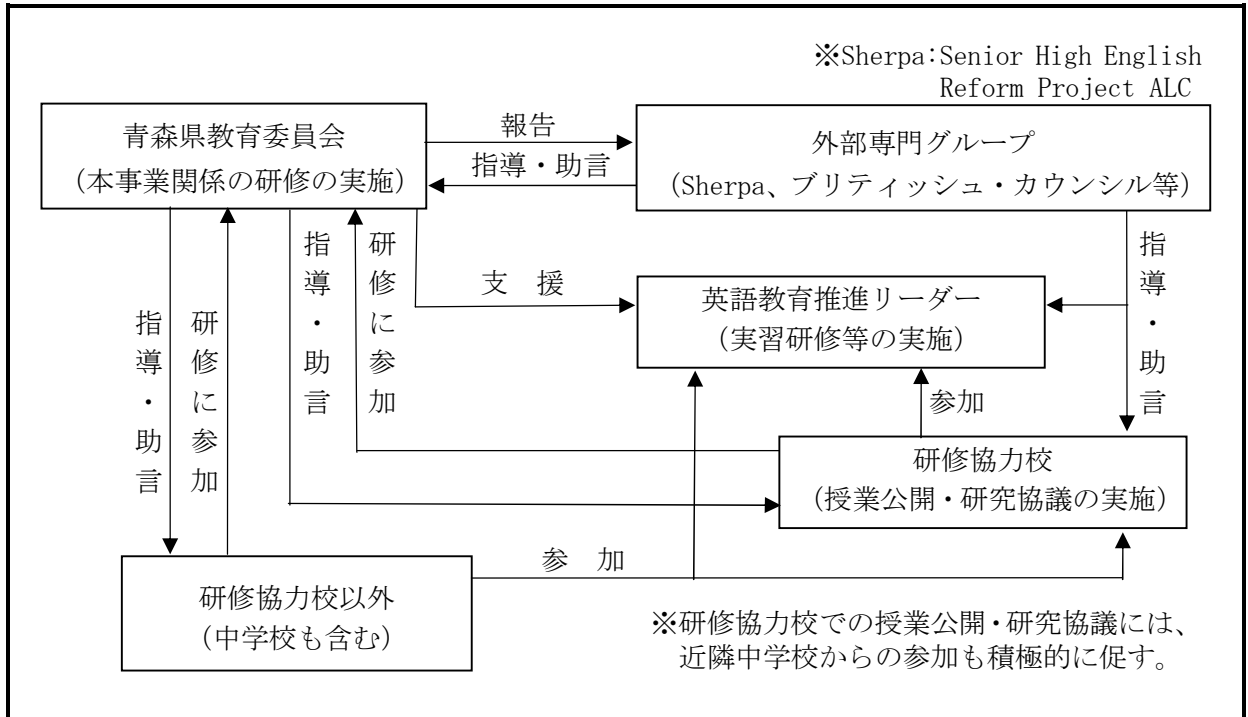 ※Sherpa:Senior High English
Reform Project ALC
青森県教育委員会
（本事業関係の研修の実施）
報告
指導・助言
外部専門グループ
（Sherpa、ブリティッシュ・カウンシル等）
指導・助言
研修に参加
指導・助言
研修に参加
支　援
英語教育推進リーダー
（実習研修等の実施）
指導・助言
参加
研修協力校
（授業公開・研究協議の実施）
研修協力校以外
（中学校も含む）
参　加
※研修協力校での授業公開・研究協議には、
近隣中学校からの参加も積極的に促す。